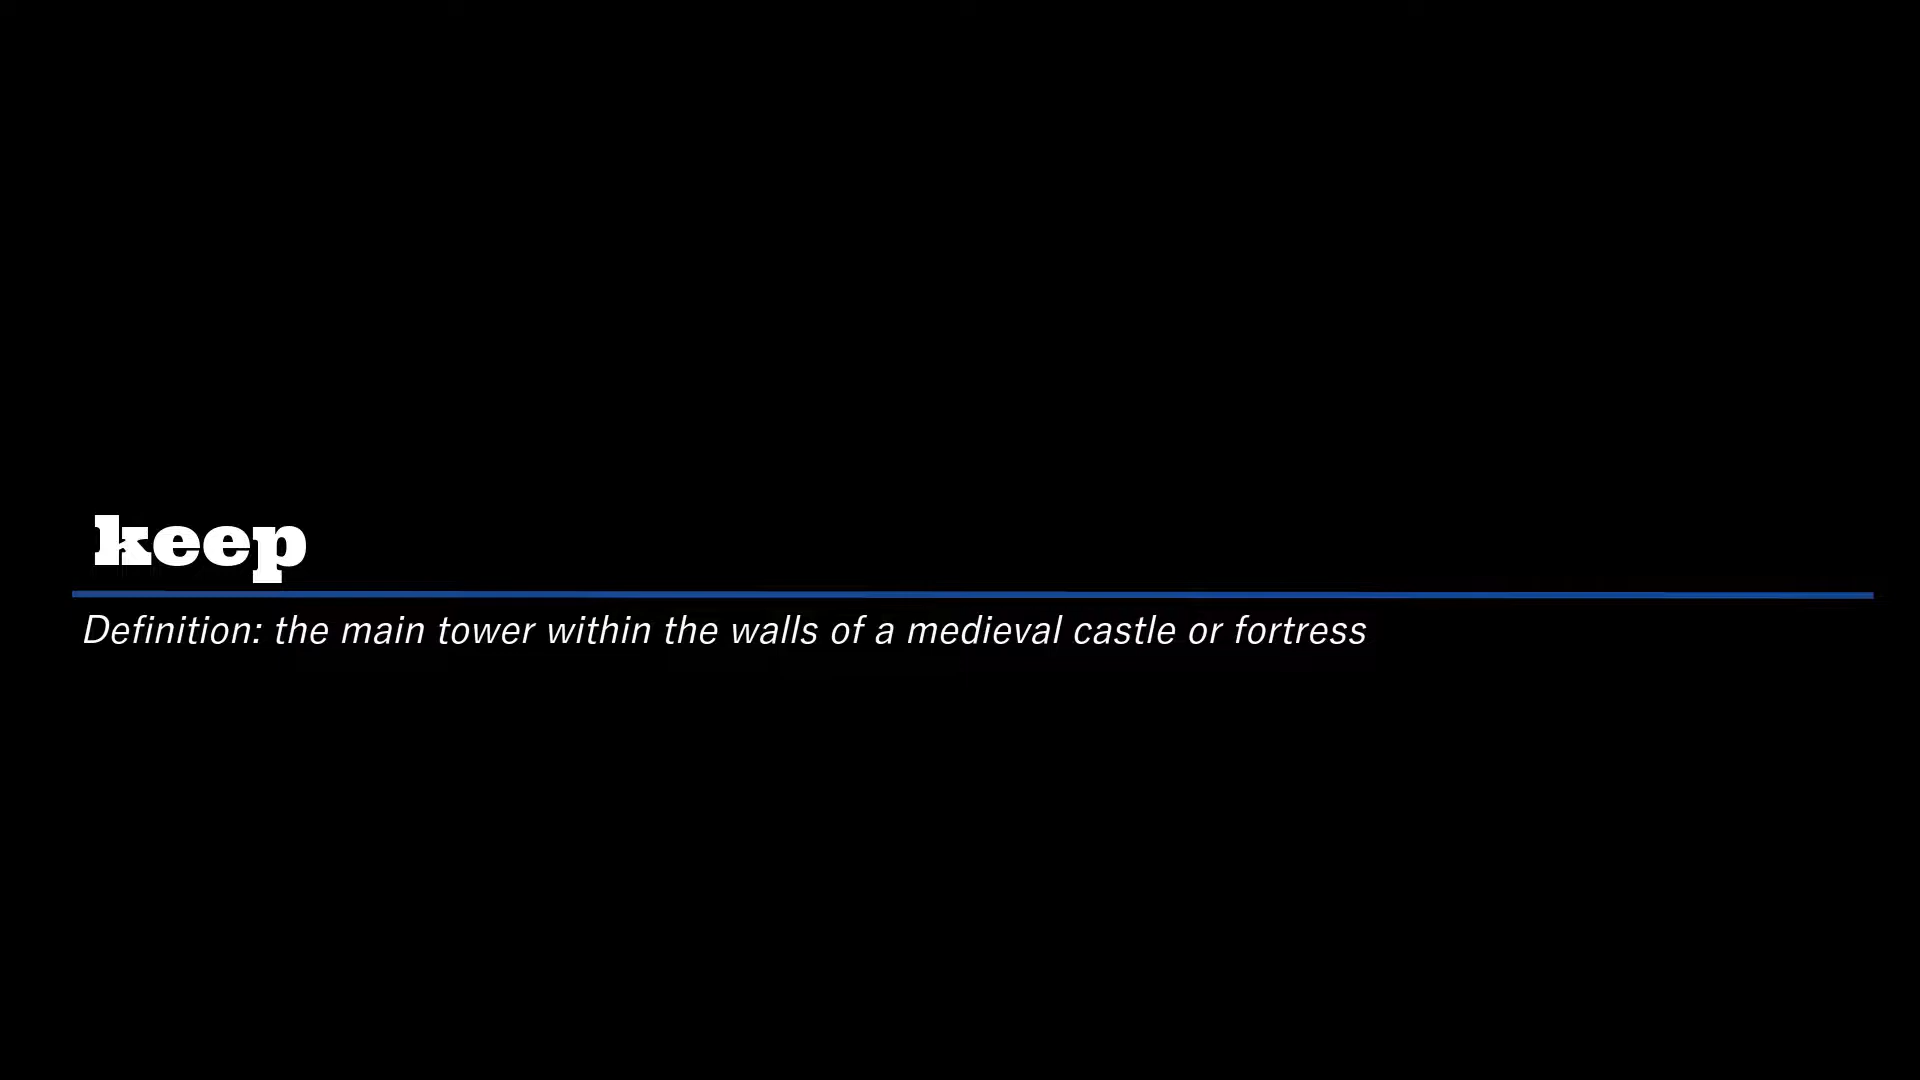 keep
Definition: the main tower within the walls of a medieval castle or fortress